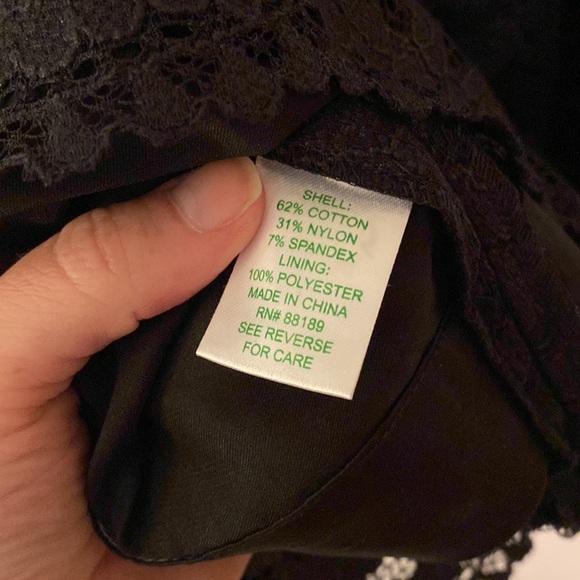 SHELL:
62% COTTON
31% NYLON
7% SPANDEX
LINING:
100% POLYESTER
MADE IN CHINA
RN# 88189
SEE REVERSE
FOR CARE